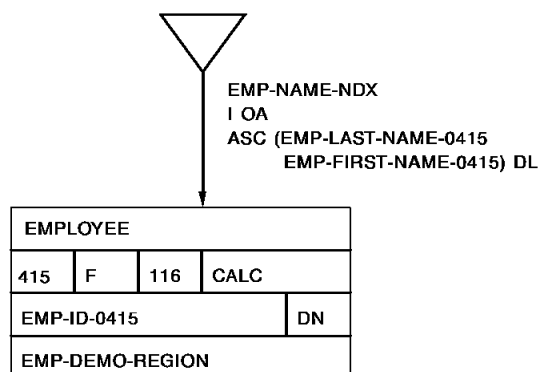 EMP-NAME-NDX
I OA
ASC (EMP-LAST-NAME-0415
EMP-FIRST-NAME-0415) DL
EMPLOYEE
415 F 116 CALC
EMP-ID-0415 DN
EMP-DEMO-REGION